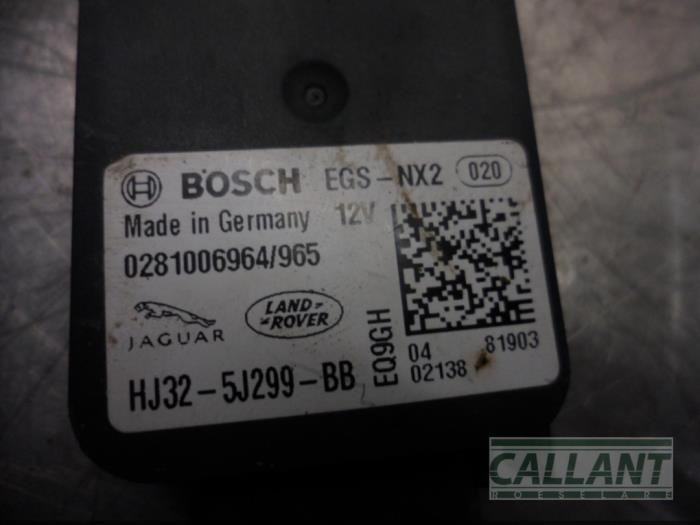 BOSCH EGS-NX2 020
Made in Germany 12V
0281006964/965
JAGUAR
LAND ROVER
HJ32-5J299-BB
EQ9GH
04 81903
02138
CALLANT
ROESELARE